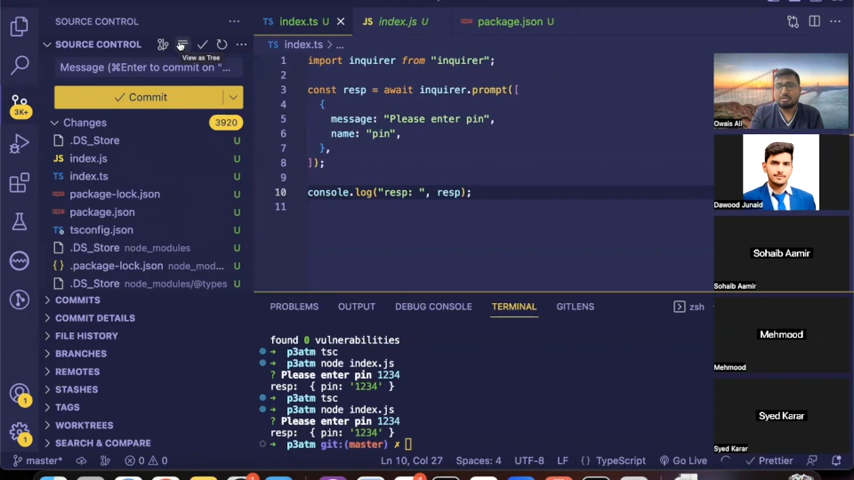 SOURCE CONTROL
index.ts U
index.js U
package.json U
SOURCE CONTROL
View as Tree
index.ts > ...
Message (⌘Enter to commit on "...
Commit
Changes 3920
.DS_Store U
index.js U
index.ts U
package-lock.json U
package.json U
tsconfig.json U
.DS_Store node_modules U
.package-lock.json node_mod... U
.DS_Store node_modules/@types U
COMMITS
COMMIT DETAILS
FILE HISTORY
BRANCHES
REMOTES
STASHES
TAGS
WORKTREES
SEARCH & COMPARE
3K+
1
1
1 import inquirer from "inquirer";
2
3 const resp = await inquirer.prompt([
4 {
5 message: "Please enter pin",
6 name: "pin",
7 },
8 ]);
9
10 console.log("resp: ", resp);
11
PROBLEMS OUTPUT DEBUG CONSOLE TERMINAL GITLENS zsh
found 0 vulnerabilities
→ p3atm tsc
→ p3atm node index.js
? Please enter pin 1234
resp: { pin: '1234' }
→ p3atm tsc
→ p3atm node index.js
? Please enter pin 1234
resp: { pin: '1234' }
→ p3atm git:(master) ✗
Owais Ali
Dawood Junaid
Sohaib Aamir
Sohaib Aamir
Mehmood
Mehmood
Syed Karar
Syed Karar
master* 0 0 Ln 10, Col 27 Spaces: 4 UTF-8 LF {} TypeScript Go Live Prettier